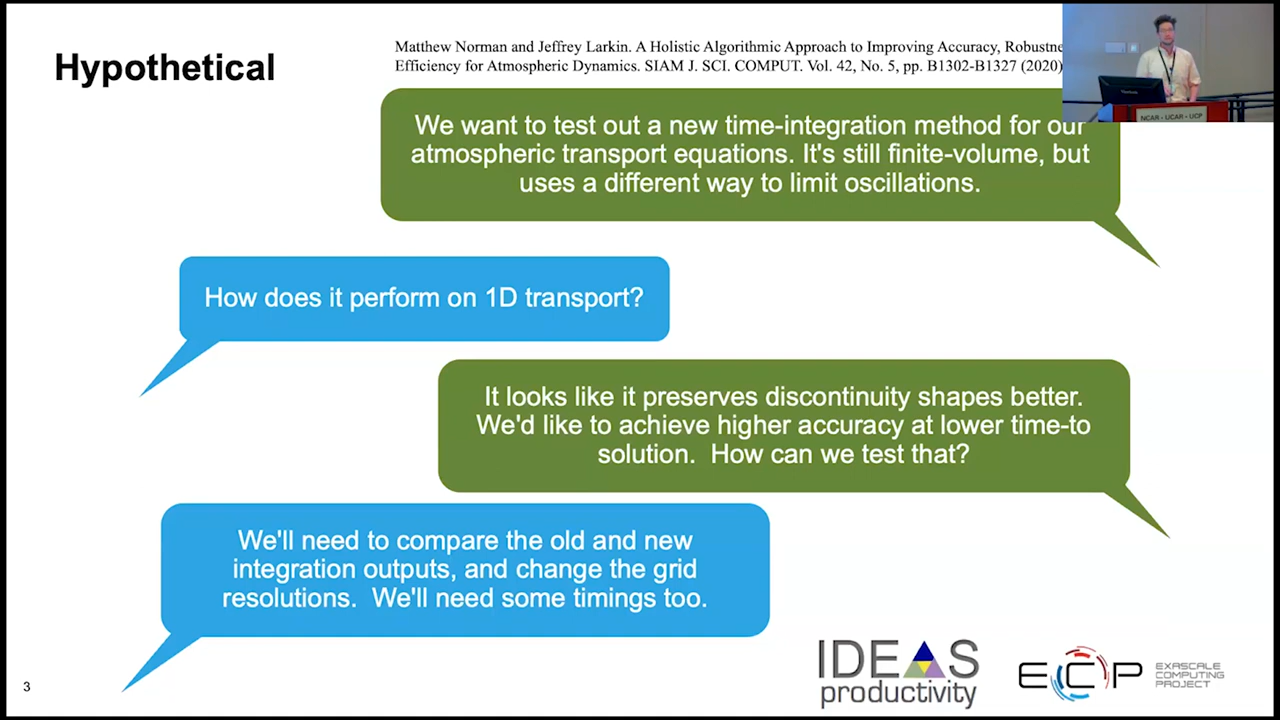 Hypothetical
Matthew Norman and Jeffrey Larkin. A Holistic Algorithmic Approach to Improving Accuracy,
Efficiency for Atmospheric Dynamics. SIAM J. SCI. COMPUT. Vol. 42, No. 5, pp. B1302-B1327 (2020)
NCAR - UCAR - UCP
We want to test out a new time-integration method for our
atmospheric transport equations. It's still finite-volume, but
uses a different way to limit oscillations.
How does it perform on 1D transport?
It looks like it preserves discontinuity shapes better.
We'd like to achieve higher accuracy at lower time-to
solution. How can we test that?
We'll need to compare the old and new
integration outputs, and change the grid
resolutions. We'll need some timings too.
3
IDEAS
productivity
ECP
EXASCALE
COMPUTING
PROJECT